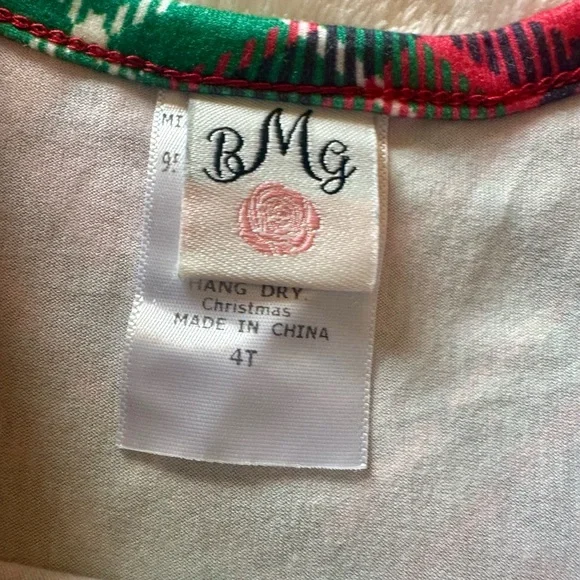 BMG
HANG DRY.
Christmas
MADE IN CHINA
4T